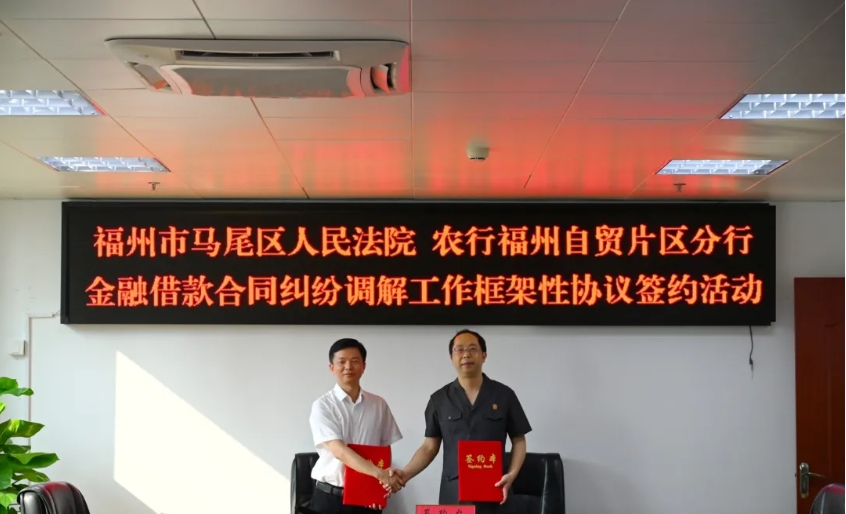 福州市马尾区人民法院 农行福州自贸片区分行
金融借款合同纠纷调解工作框架性协议签约活动
签约本
Signing Book